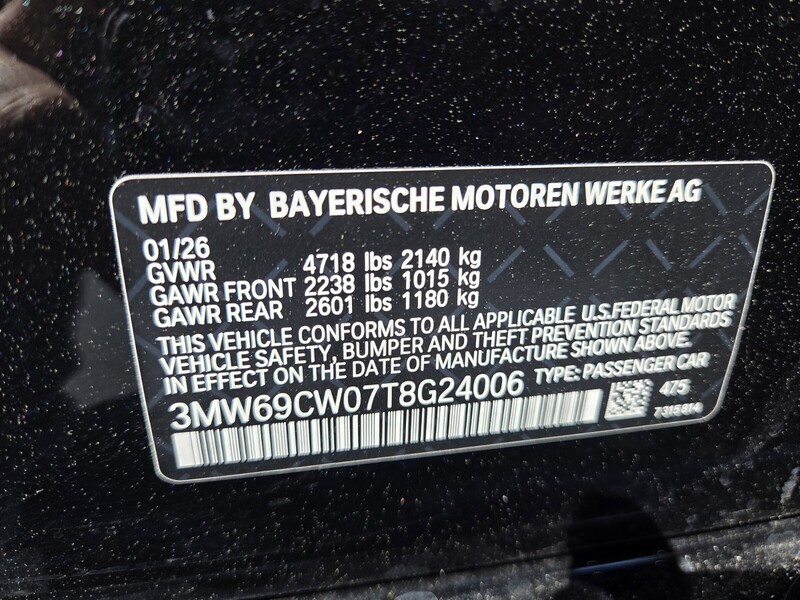 MFD BY BAYERISCHE MOTOREN WERKE AG
01/26
GVWR 4718 lbs 2140 kg
GAWR FRONT 2238 lbs 1015 kg
GAWR REAR 2601 lbs 1180 kg
THIS VEHICLE CONFORMS TO ALL APPLICABLE U.S.FEDERAL MOTOR
VEHICLE SAFETY, BUMPER AND THEFT PREVENTION STANDARDS
IN EFFECT ON THE DATE OF MANUFACTURE SHOWN ABOVE.
3MW69CW07T8G24006 TYPE: PASSENGER CAR
475
7315814